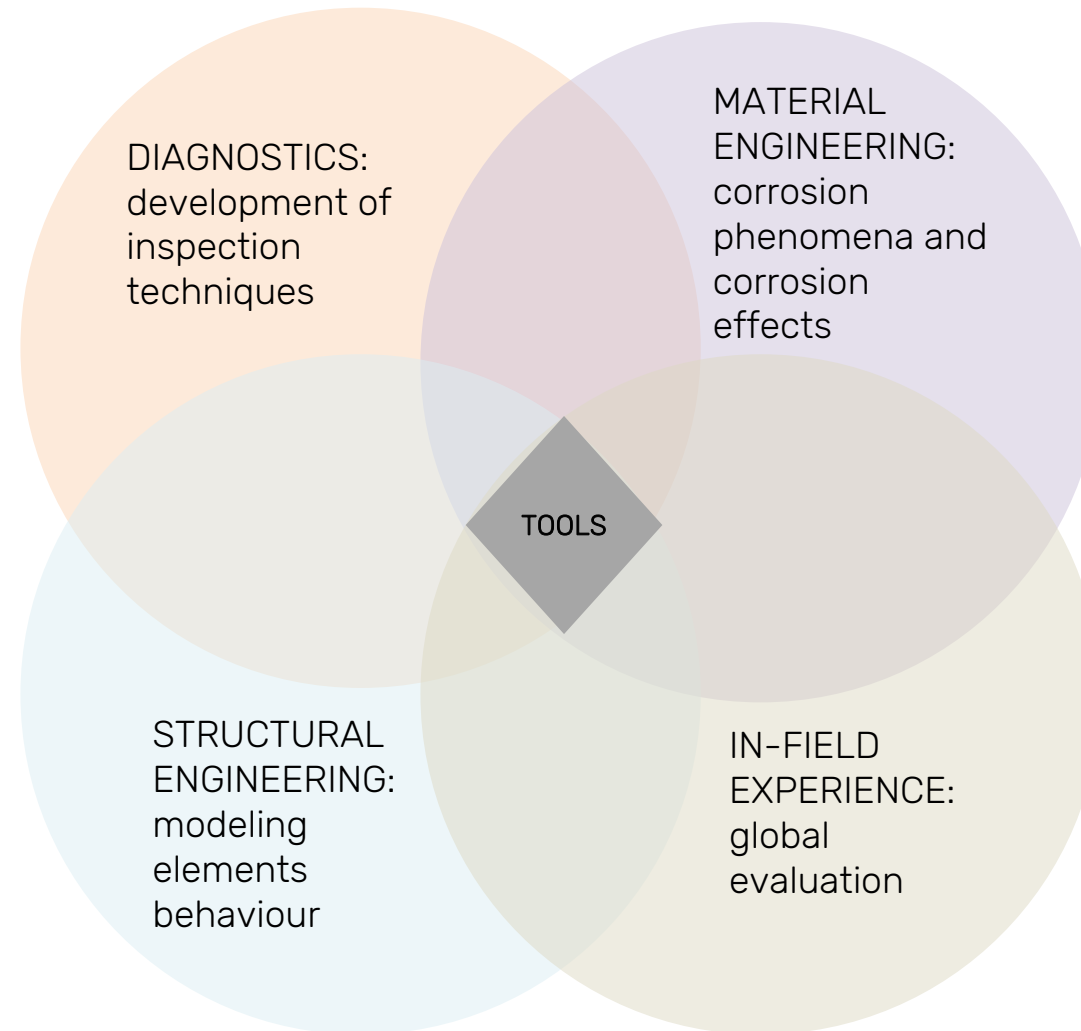 DIAGNOSTICS:
development of
inspection
techniques
MATERIAL
ENGINEERING:
corrosion
phenomena and
corrosion
effects
TOOLS
STRUCTURAL
ENGINEERING:
modeling
elements
behaviour
IN-FIELD
EXPERIENCE:
global
evaluation